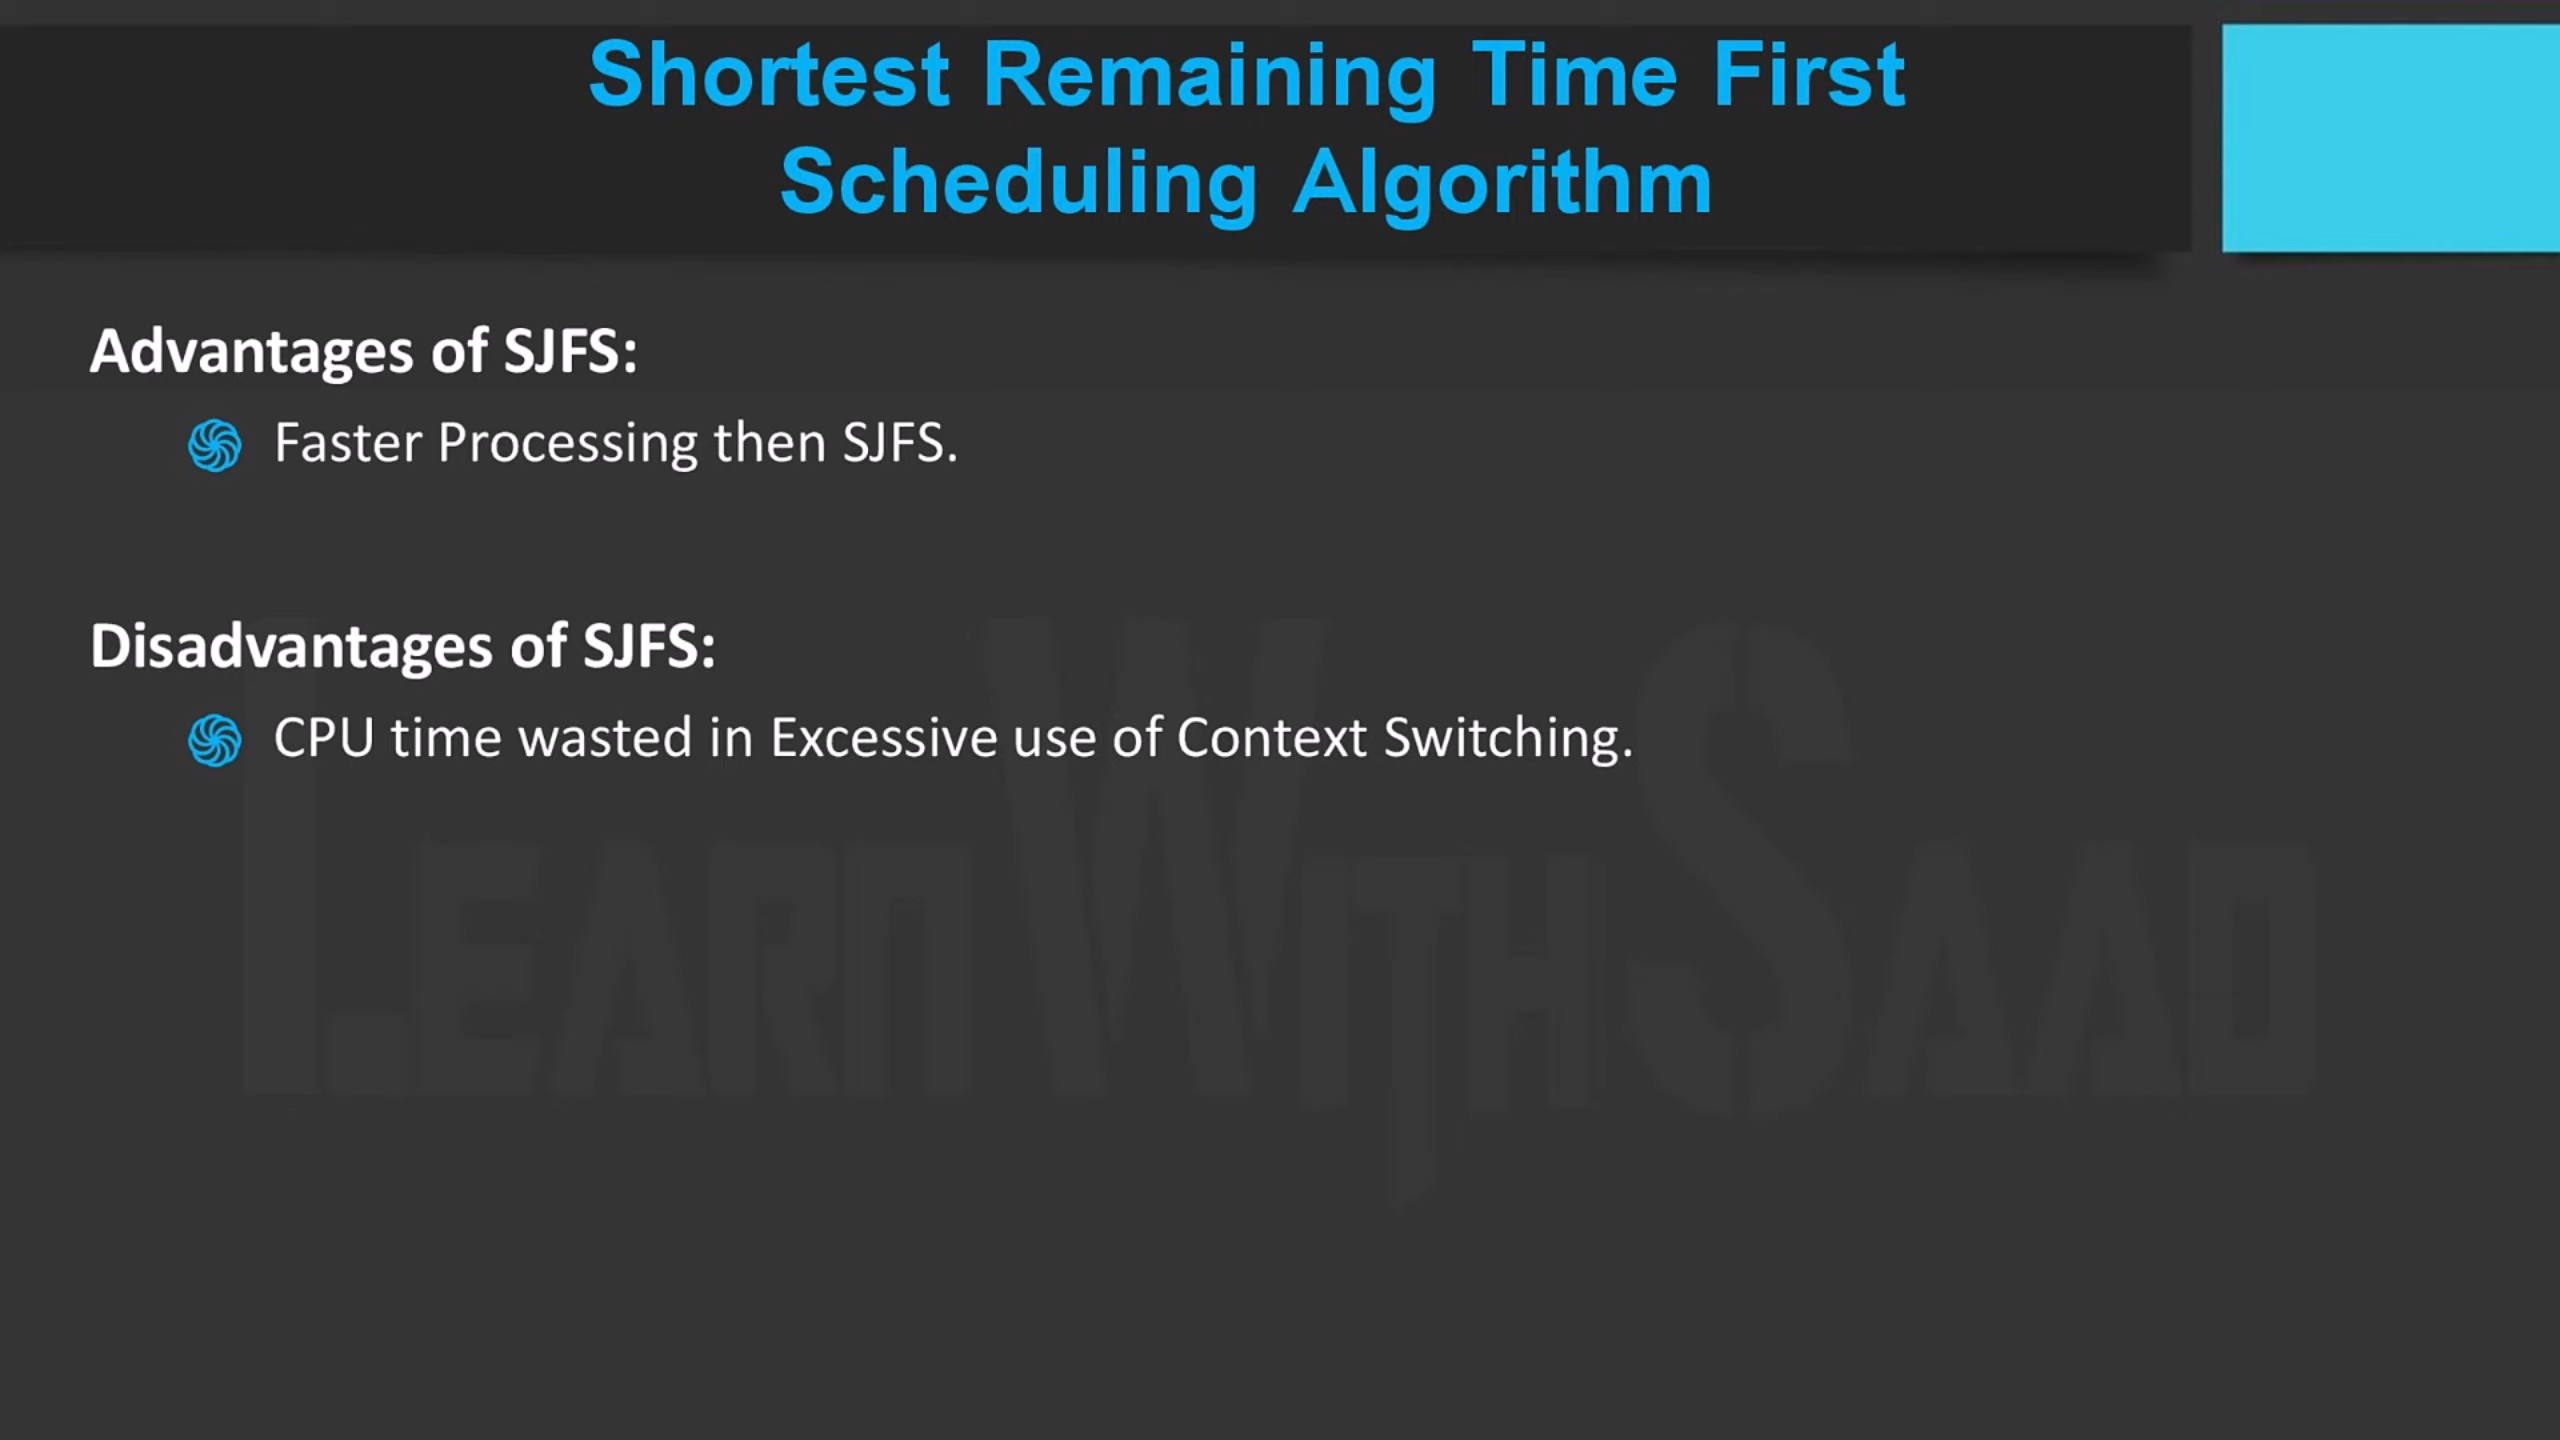 Shortest Remaining Time First
Scheduling Algorithm
Advantages of SJFS:
Faster Processing then SJFS.
Disadvantages of SJFS:
CPU time wasted in Excessive use of Context Switching.
LearnWithSaad